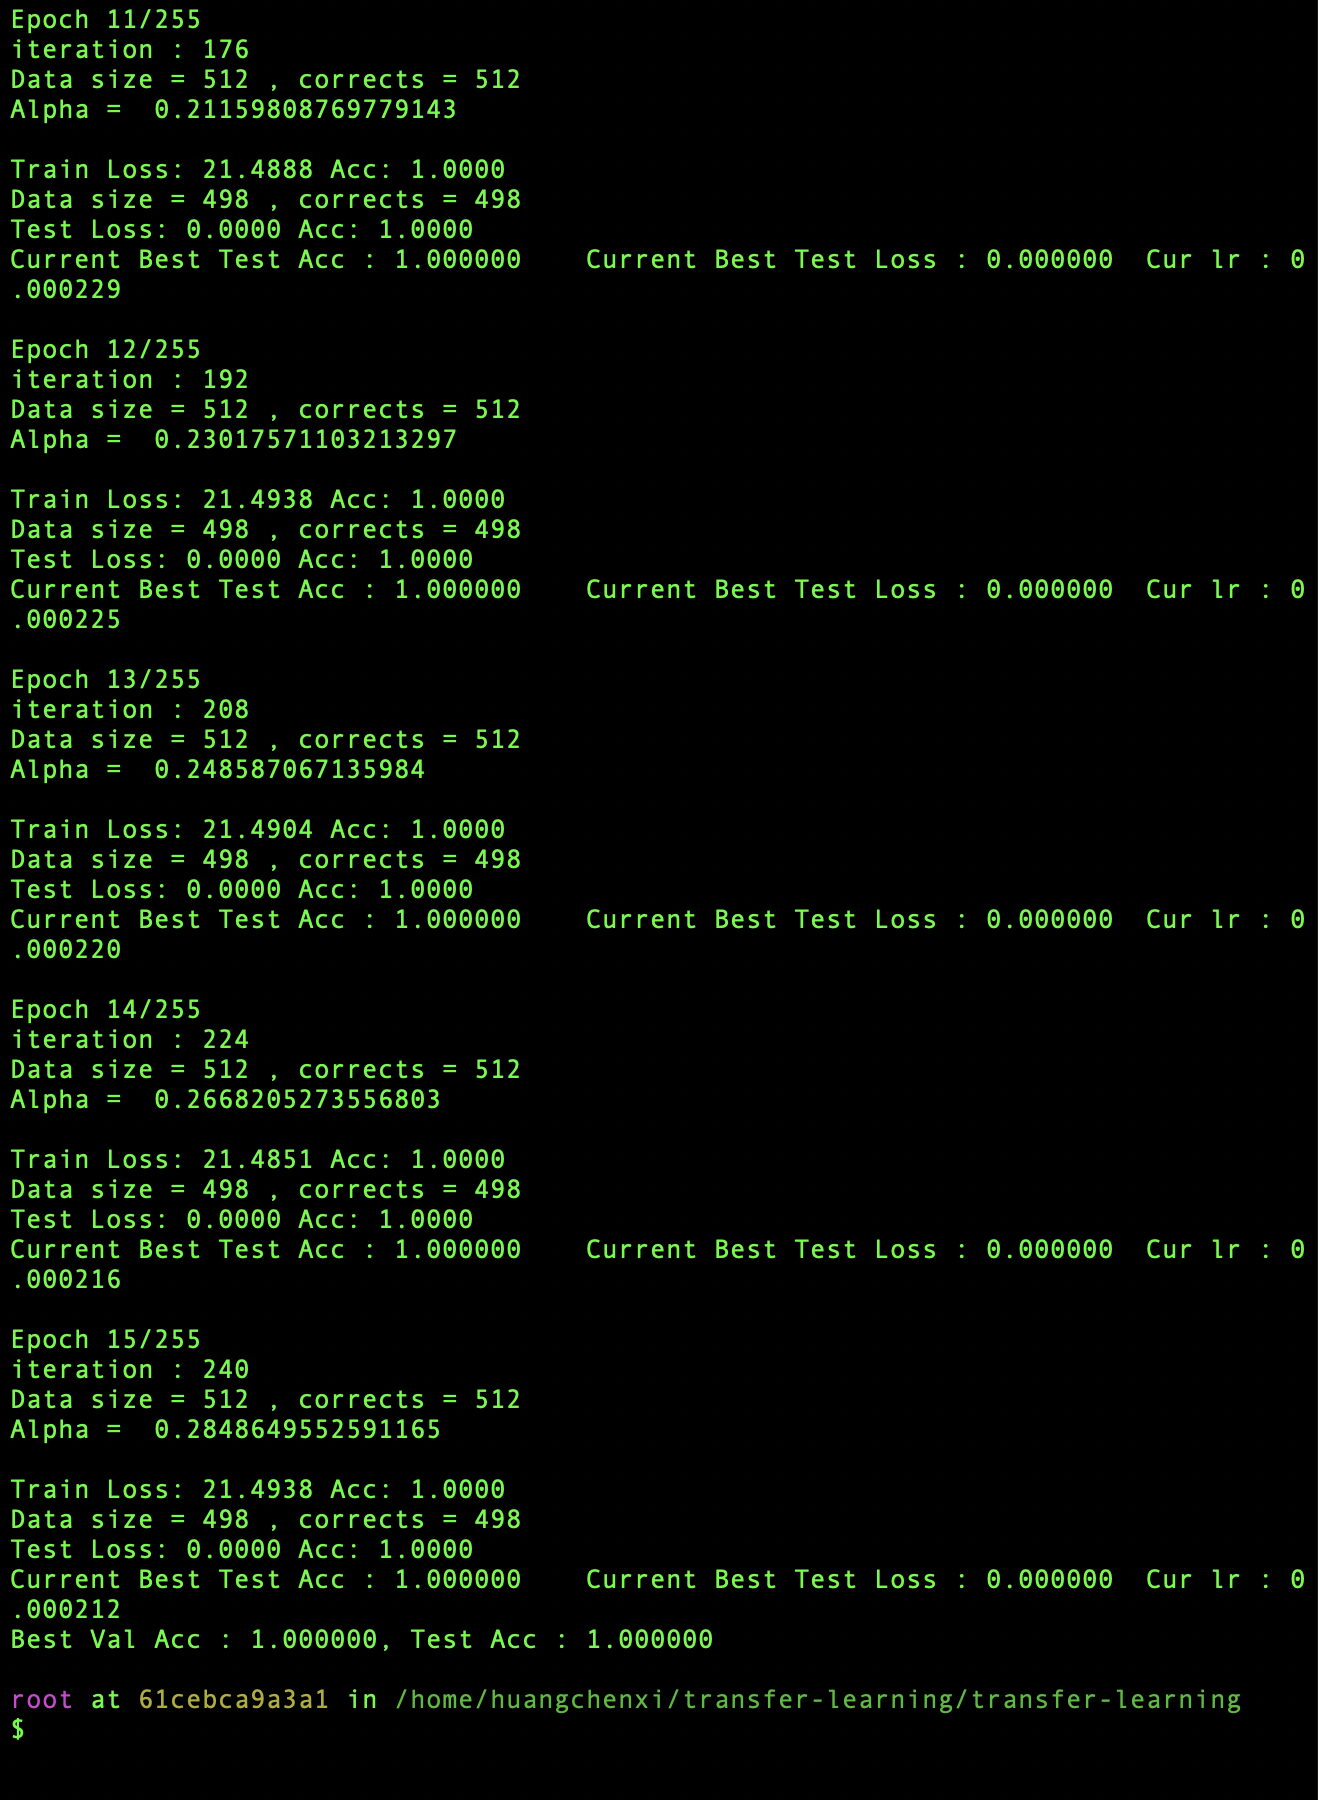 Epoch 11/255
iteration : 176
Data size = 512 , corrects = 512
Alpha =  0.21159808769779143
Train Loss: 21.4888 Acc: 1.0000
Data size = 498 , corrects = 498
Test Loss: 0.0000 Acc: 1.0000
Current Best Test Acc : 1.000000    Current Best Test Loss : 0.000000  Cur lr : 0
.000229
Epoch 12/255
iteration : 192
Data size = 512 , corrects = 512
Alpha =  0.23017571103213297
Train Loss: 21.4938 Acc: 1.0000
Data size = 498 , corrects = 498
Test Loss: 0.0000 Acc: 1.0000
Current Best Test Acc : 1.000000    Current Best Test Loss : 0.000000  Cur lr : 0
.000225
Epoch 13/255
iteration : 208
Data size = 512 , corrects = 512
Alpha =  0.248587067135984
Train Loss: 21.4904 Acc: 1.0000
Data size = 498 , corrects = 498
Test Loss: 0.0000 Acc: 1.0000
Current Best Test Acc : 1.000000    Current Best Test Loss : 0.000000  Cur lr : 0
.000220
Epoch 14/255
iteration : 224
Data size = 512 , corrects = 512
Alpha =  0.2668205273556803
Train Loss: 21.4851 Acc: 1.0000
Data size = 498 , corrects = 498
Test Loss: 0.0000 Acc: 1.0000
Current Best Test Acc : 1.000000    Current Best Test Loss : 0.000000  Cur lr : 0
.000216
Epoch 15/255
iteration : 240
Data size = 512 , corrects = 512
Alpha =  0.2848649552591165
Train Loss: 21.4938 Acc: 1.0000
Data size = 498 , corrects = 498
Test Loss: 0.0000 Acc: 1.0000
Current Best Test Acc : 1.000000    Current Best Test Loss : 0.000000  Cur lr : 0
.000212
Best Val Acc : 1.000000, Test Acc : 1.000000
root at 61cebca9a3a1 in /home/huangchenxi/transfer-learning/transfer-learning
$